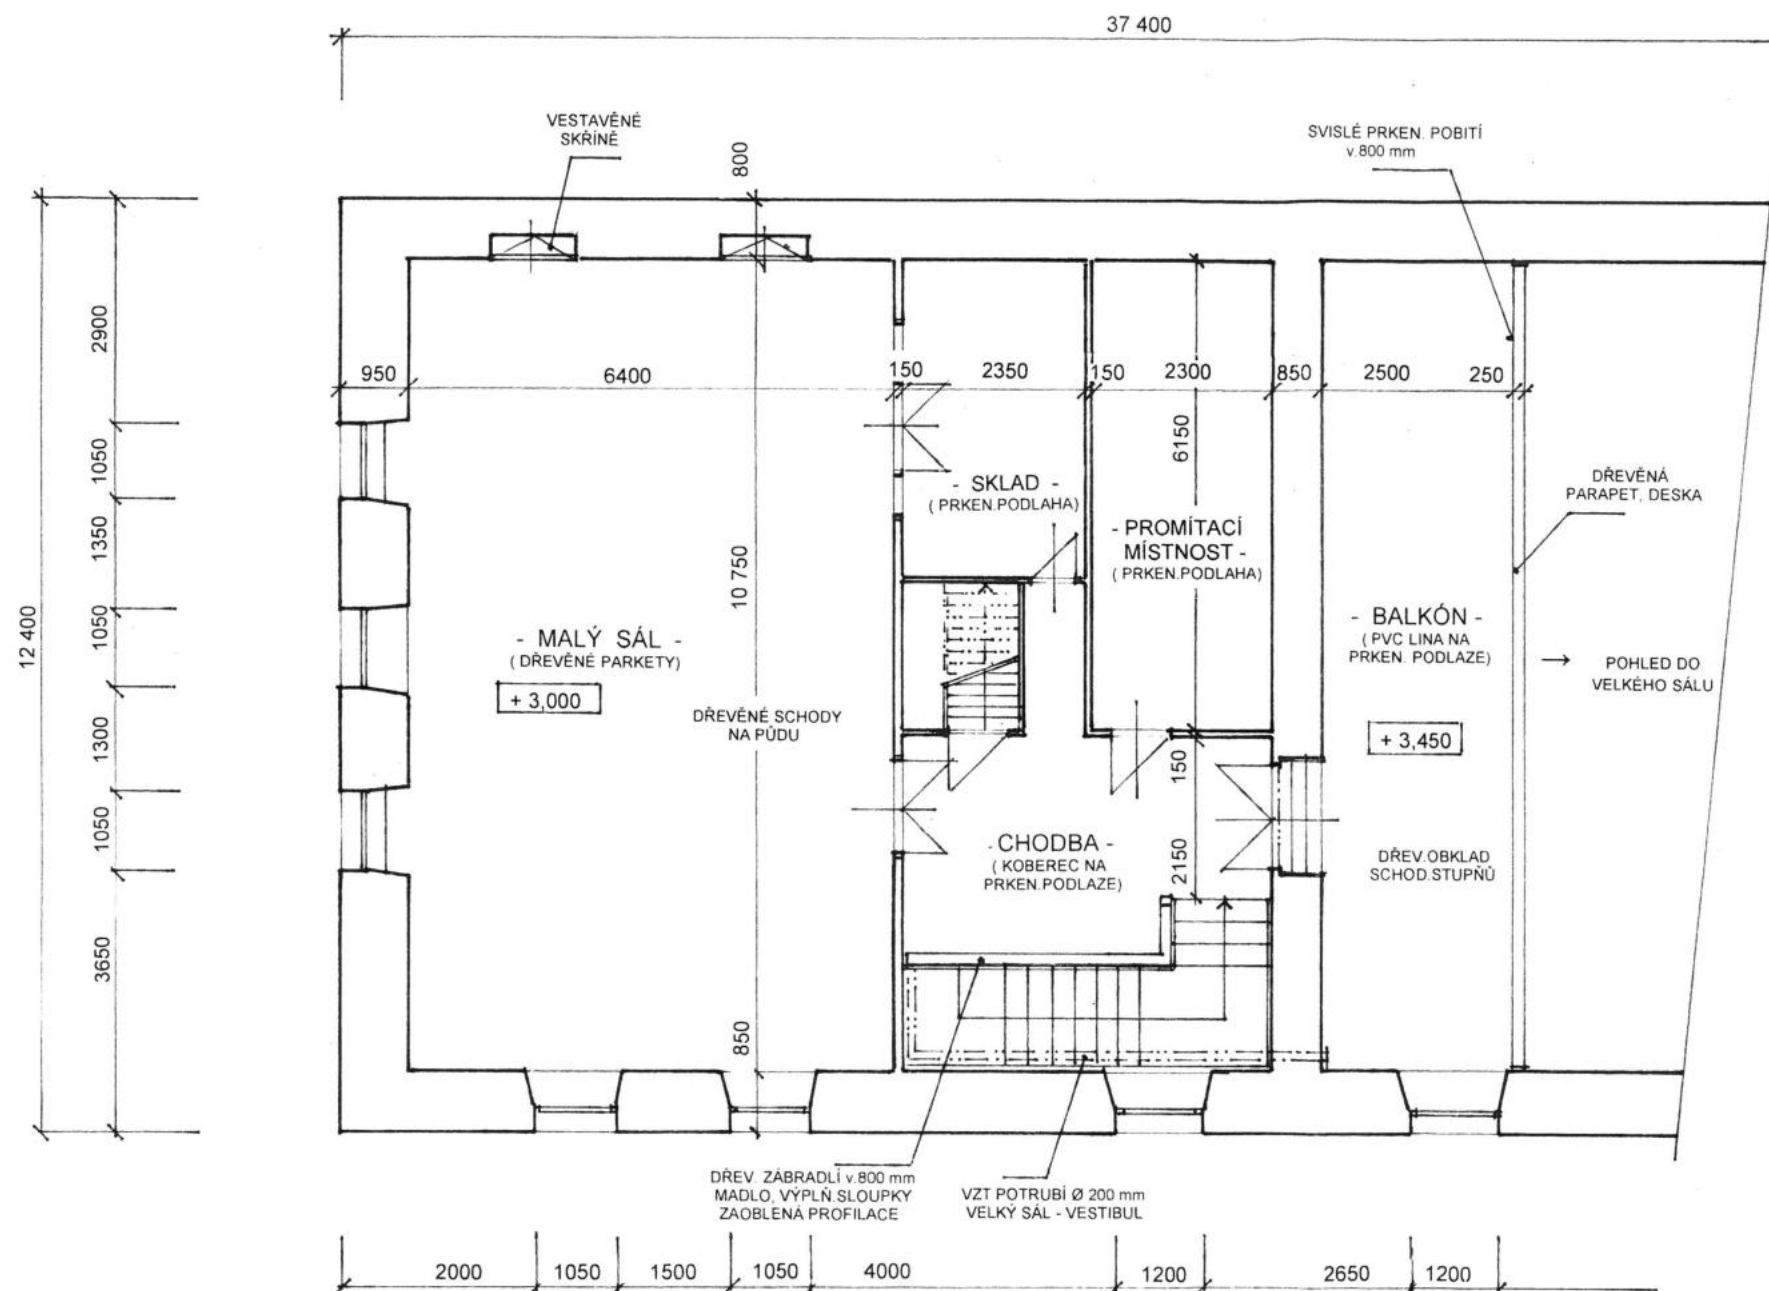 37 400
VESTAVĚNÉ
SKŘÍNĚ
800
SVISLÉ PRKEN. POBITÍ
v.800 mm
12 400
2900
1050
1350
1050
1300
1050
3650
950
6400
150
2350
150
2300
850
2500
250
6150
- SKLAD -
( PRKEN.PODLAHA)
- PROMÍTACÍ
MÍSTNOST -
( PRKEN.PODLAHA)
DŘEVĚNÁ
PARAPET, DESKA
10 750
- MALÝ SÁL -
( DŘEVĚNÉ PARKETY)
+ 3,000
DŘEVĚNÉ SCHODY
NA PŮDU
- BALKÓN -
( PVC LINA NA
PRKEN. PODLAZE)
→ POHLED DO
VELKÉHO SÁLU
+ 3,450
150
- CHODBA -
( KOBEREC NA
PRKEN.PODLAZE)
2150
DŘEV.OBKLAD
SCHOD.STUPŇŮ
850
DŘEV. ZÁBRADLÍ v.800 mm
MADLO, VÝPLŇ.SLOUPKY
ZAOBLENÁ PROFILACE
VZT POTRUBÍ Ø 200 mm
VELKÝ SÁL - VESTIBUL
2000
1050
1500
1050
4000
1200
2650
1200